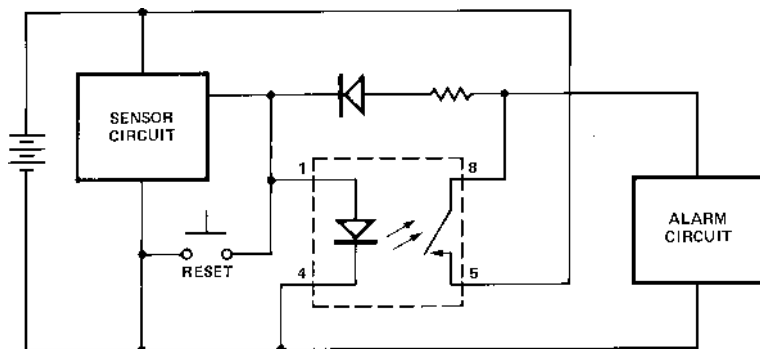 SENSOR
CIRCUIT
1
8
ALARM
CIRCUIT
RESET
4
5